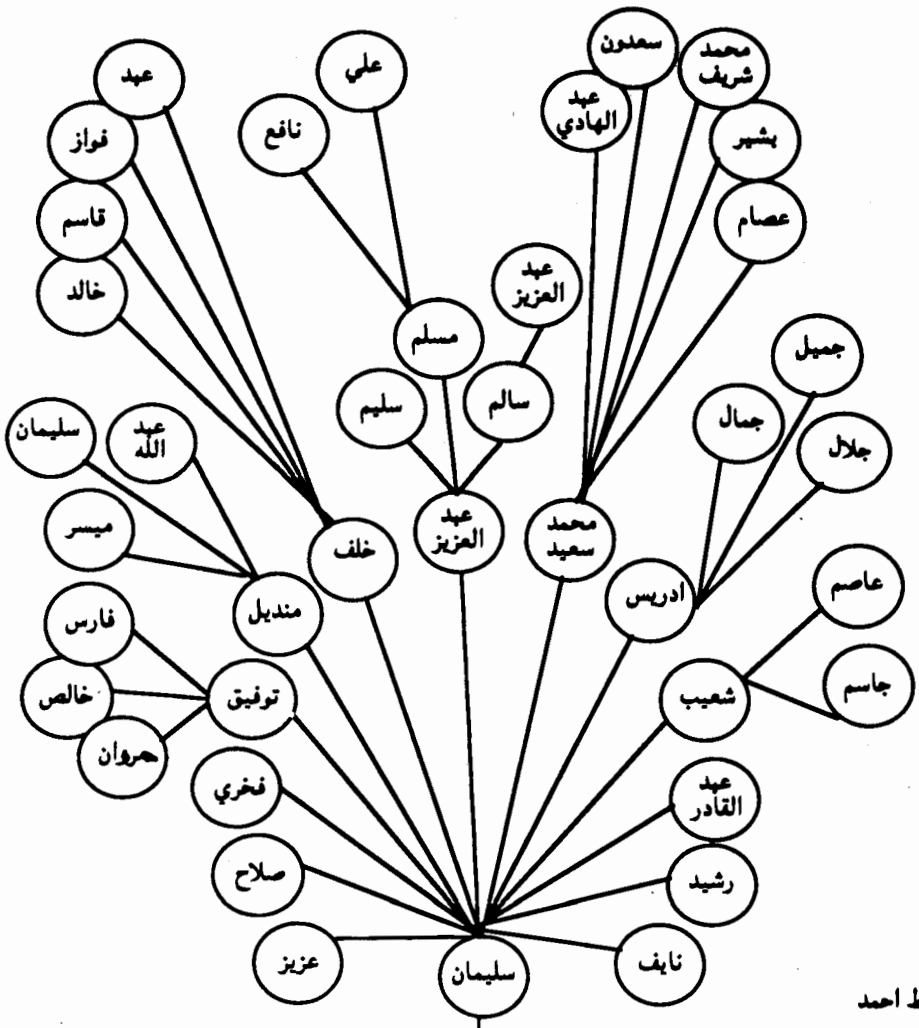 سعدون
محمد
شريف
عبد
علي
عبد
الهادي
بشير
نافع
فواز
عصام
قاسم
عبد
العزيز
خالد
جميل
مسلم
سالم
سليم
جمال
جلال
عبد
الله
سليمان
محمد
سعيد
عبد
العزيز
خلف
ميسر
ادريس
عاصم
منديل
فارس
شعيب
جاسم
توفيق
خالص
مروان
عبد
القادر
فخري
رشيد
صلاح
نايف
سليمان
عزيز
احمد